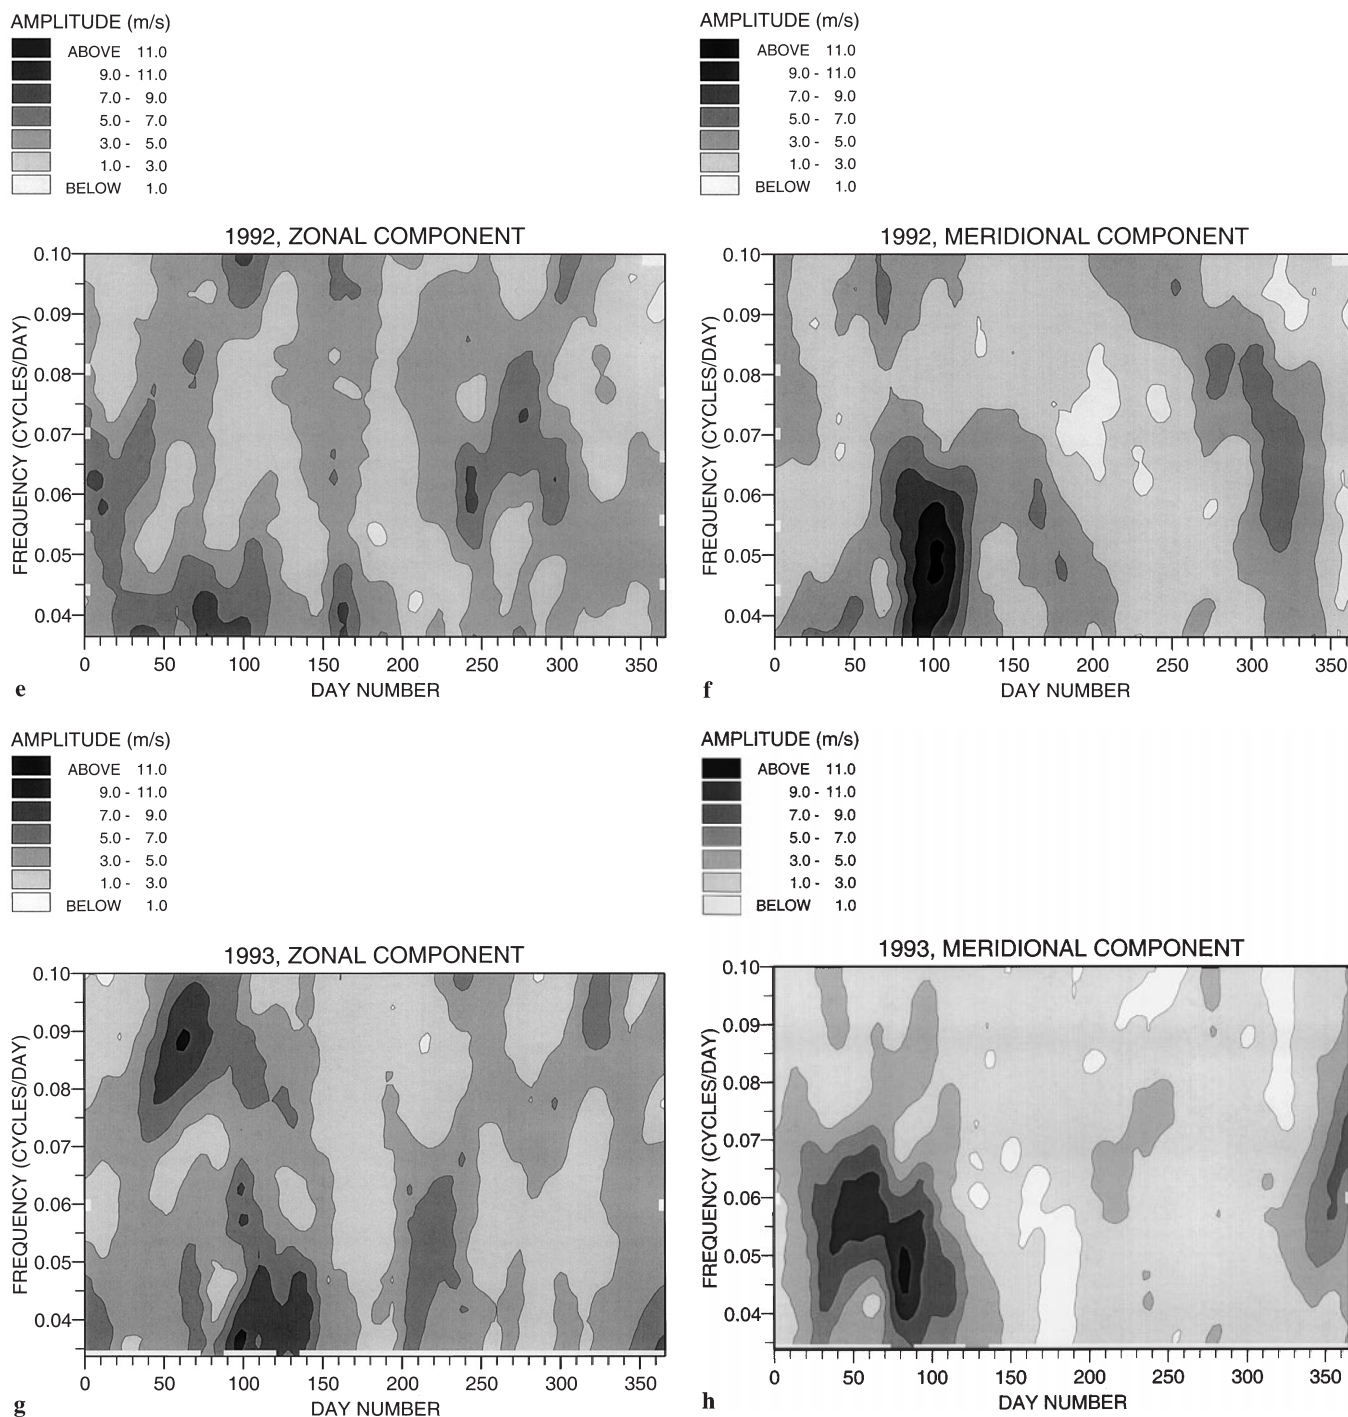 AMPLITUDE (m/s)
ABOVE 11.0
9.0 - 11.0
7.0 - 9.0
5.0 - 7.0
3.0 - 5.0
1.0 - 3.0
BELOW 1.0
1992, ZONAL COMPONENT
FREQUENCY (CYCLES/DAY)
0.10
0.09
0.08
0.07
0.06
0.05
0.04
0 50 100 150 200 250 300 350
DAY NUMBER
e
AMPLITUDE (m/s)
ABOVE 11.0
9.0 - 11.0
7.0 - 9.0
5.0 - 7.0
3.0 - 5.0
1.0 - 3.0
BELOW 1.0
1992, MERIDIONAL COMPONENT
FREQUENCY (CYCLES/DAY)
0.10
0.09
0.08
0.07
0.06
0.05
0.04
0 50 100 150 200 250 300 350
DAY NUMBER
f
AMPLITUDE (m/s)
ABOVE 11.0
9.0 - 11.0
7.0 - 9.0
5.0 - 7.0
3.0 - 5.0
1.0 - 3.0
BELOW 1.0
1993, ZONAL COMPONENT
FREQUENCY (CYCLES/DAY)
0.10
0.09
0.08
0.07
0.06
0.05
0.04
0 50 100 150 200 250 300 350
DAY NUMBER
g
AMPLITUDE (m/s)
ABOVE 11.0
9.0 - 11.0
7.0 - 9.0
5.0 - 7.0
3.0 - 5.0
1.0 - 3.0
BELOW 1.0
1993, MERIDIONAL COMPONENT
FREQUENCY (CYCLES/DAY)
0.10
0.09
0.08
0.07
0.06
0.05
0.04
0 50 100 150 200 250 300 350
DAY NUMBER
h